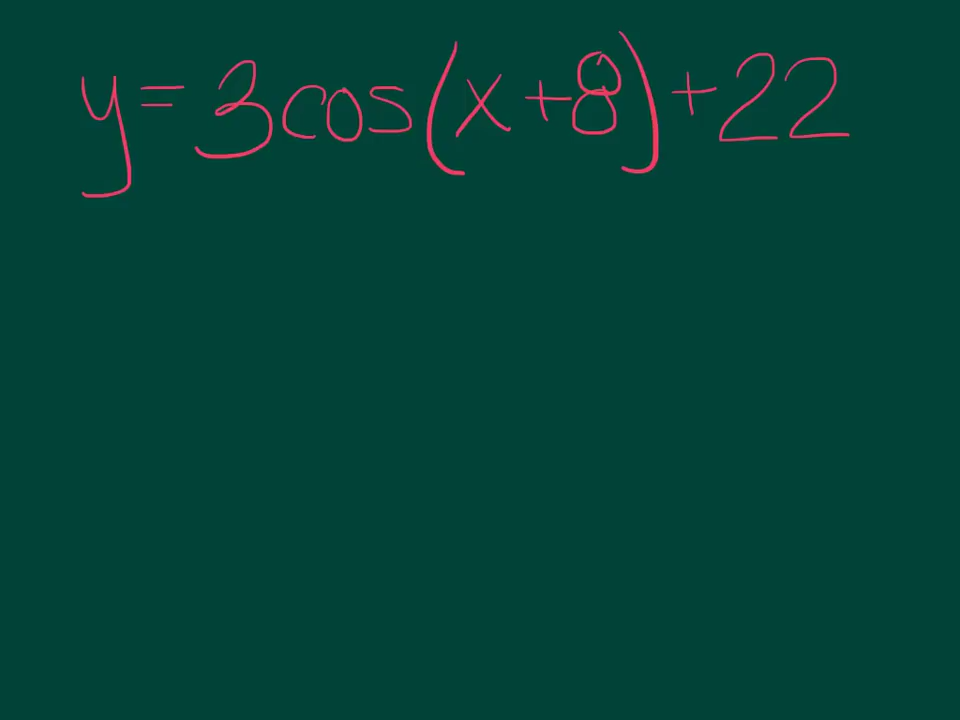 y = 3cos(x+8)+22